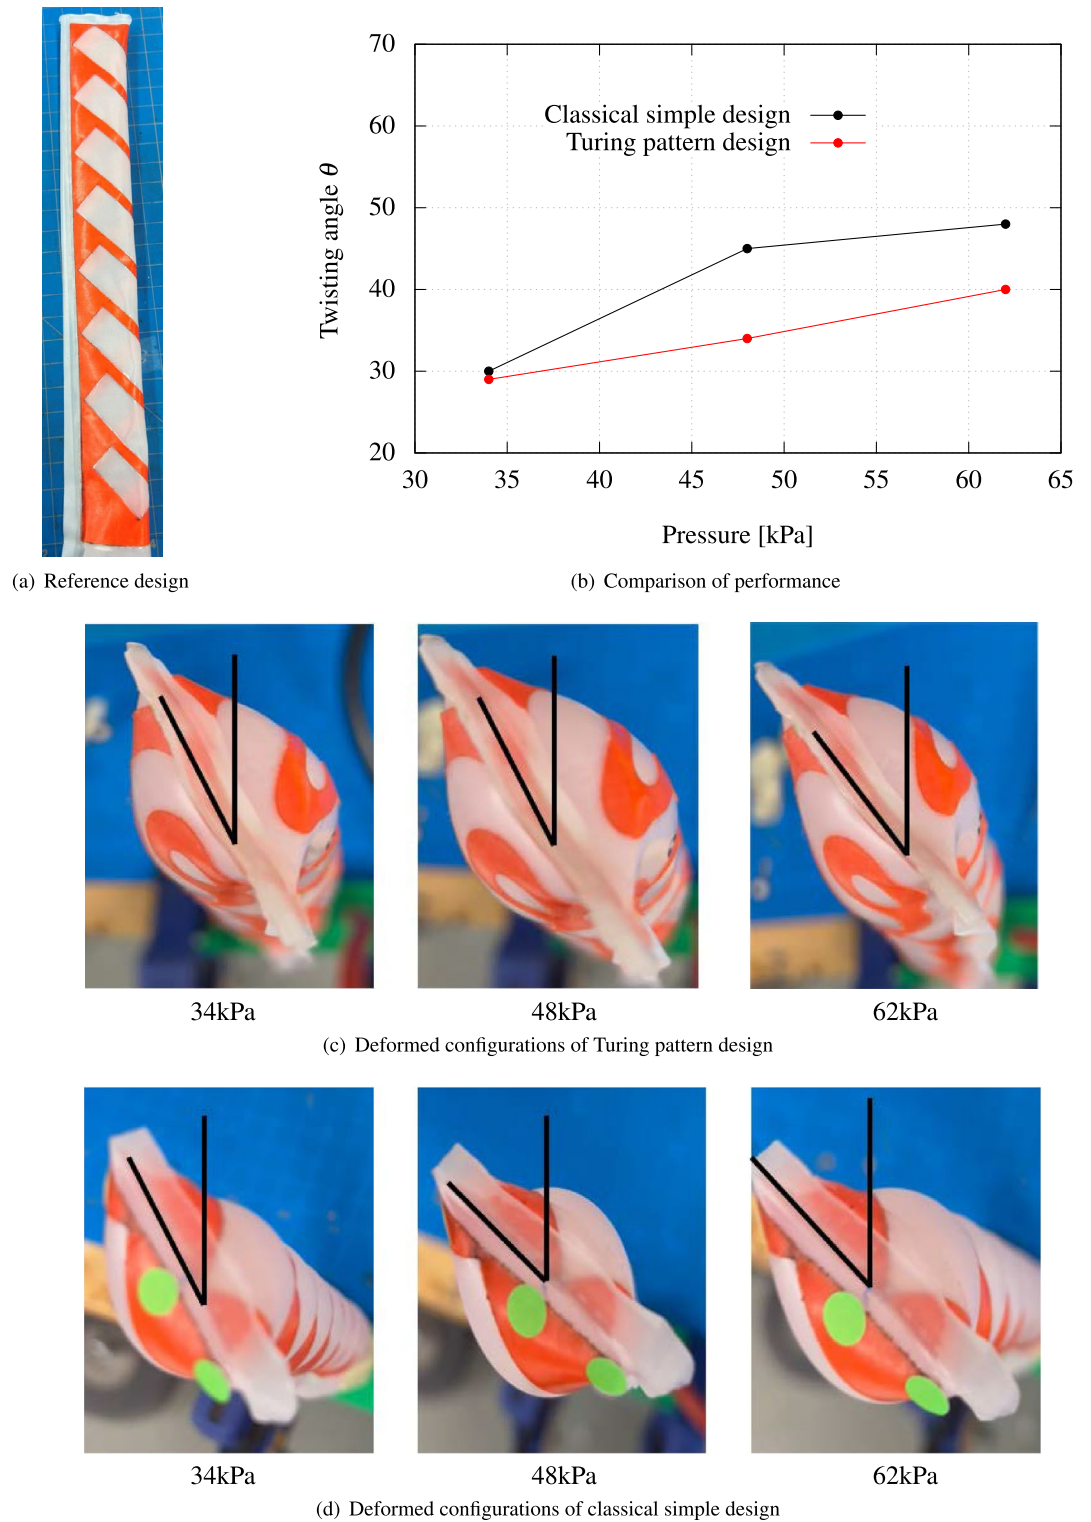 70
60
50
40
30
20
Twisting angle θ
Classical simple design
Turing pattern design
30 35 40 45 50 55 60 65
Pressure [kPa]
(a) Reference design
(b) Comparison of performance
34kPa 48kPa 62kPa
(c) Deformed configurations of Turing pattern design
34kPa 48kPa 62kPa
(d) Deformed configurations of classical simple design